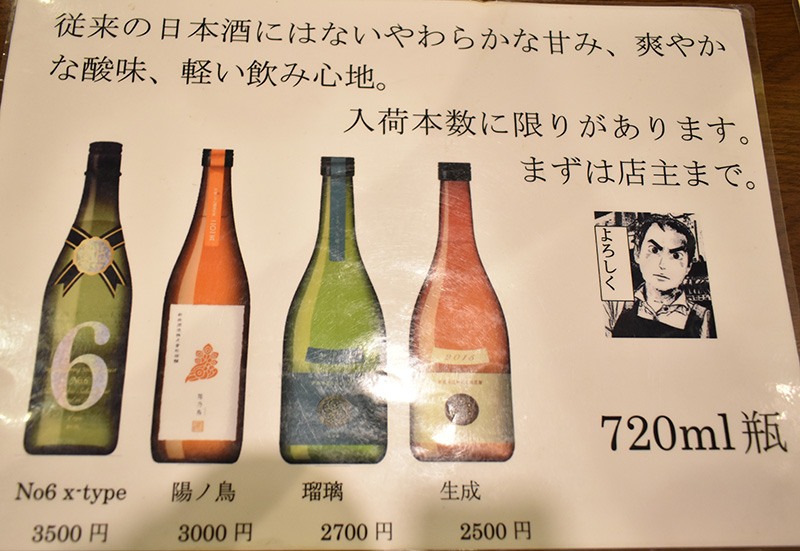 従来の日本酒にはないやわらかな甘み、爽やか
な酸味、軽い飲み心地。
入荷本数に限りがあります。
まずは店主まで。
よろしく
6
2015
720ml瓶
No6 x-type
陽ノ鳥
瑠璃
生成
3500円
3000円
2700円
2500円